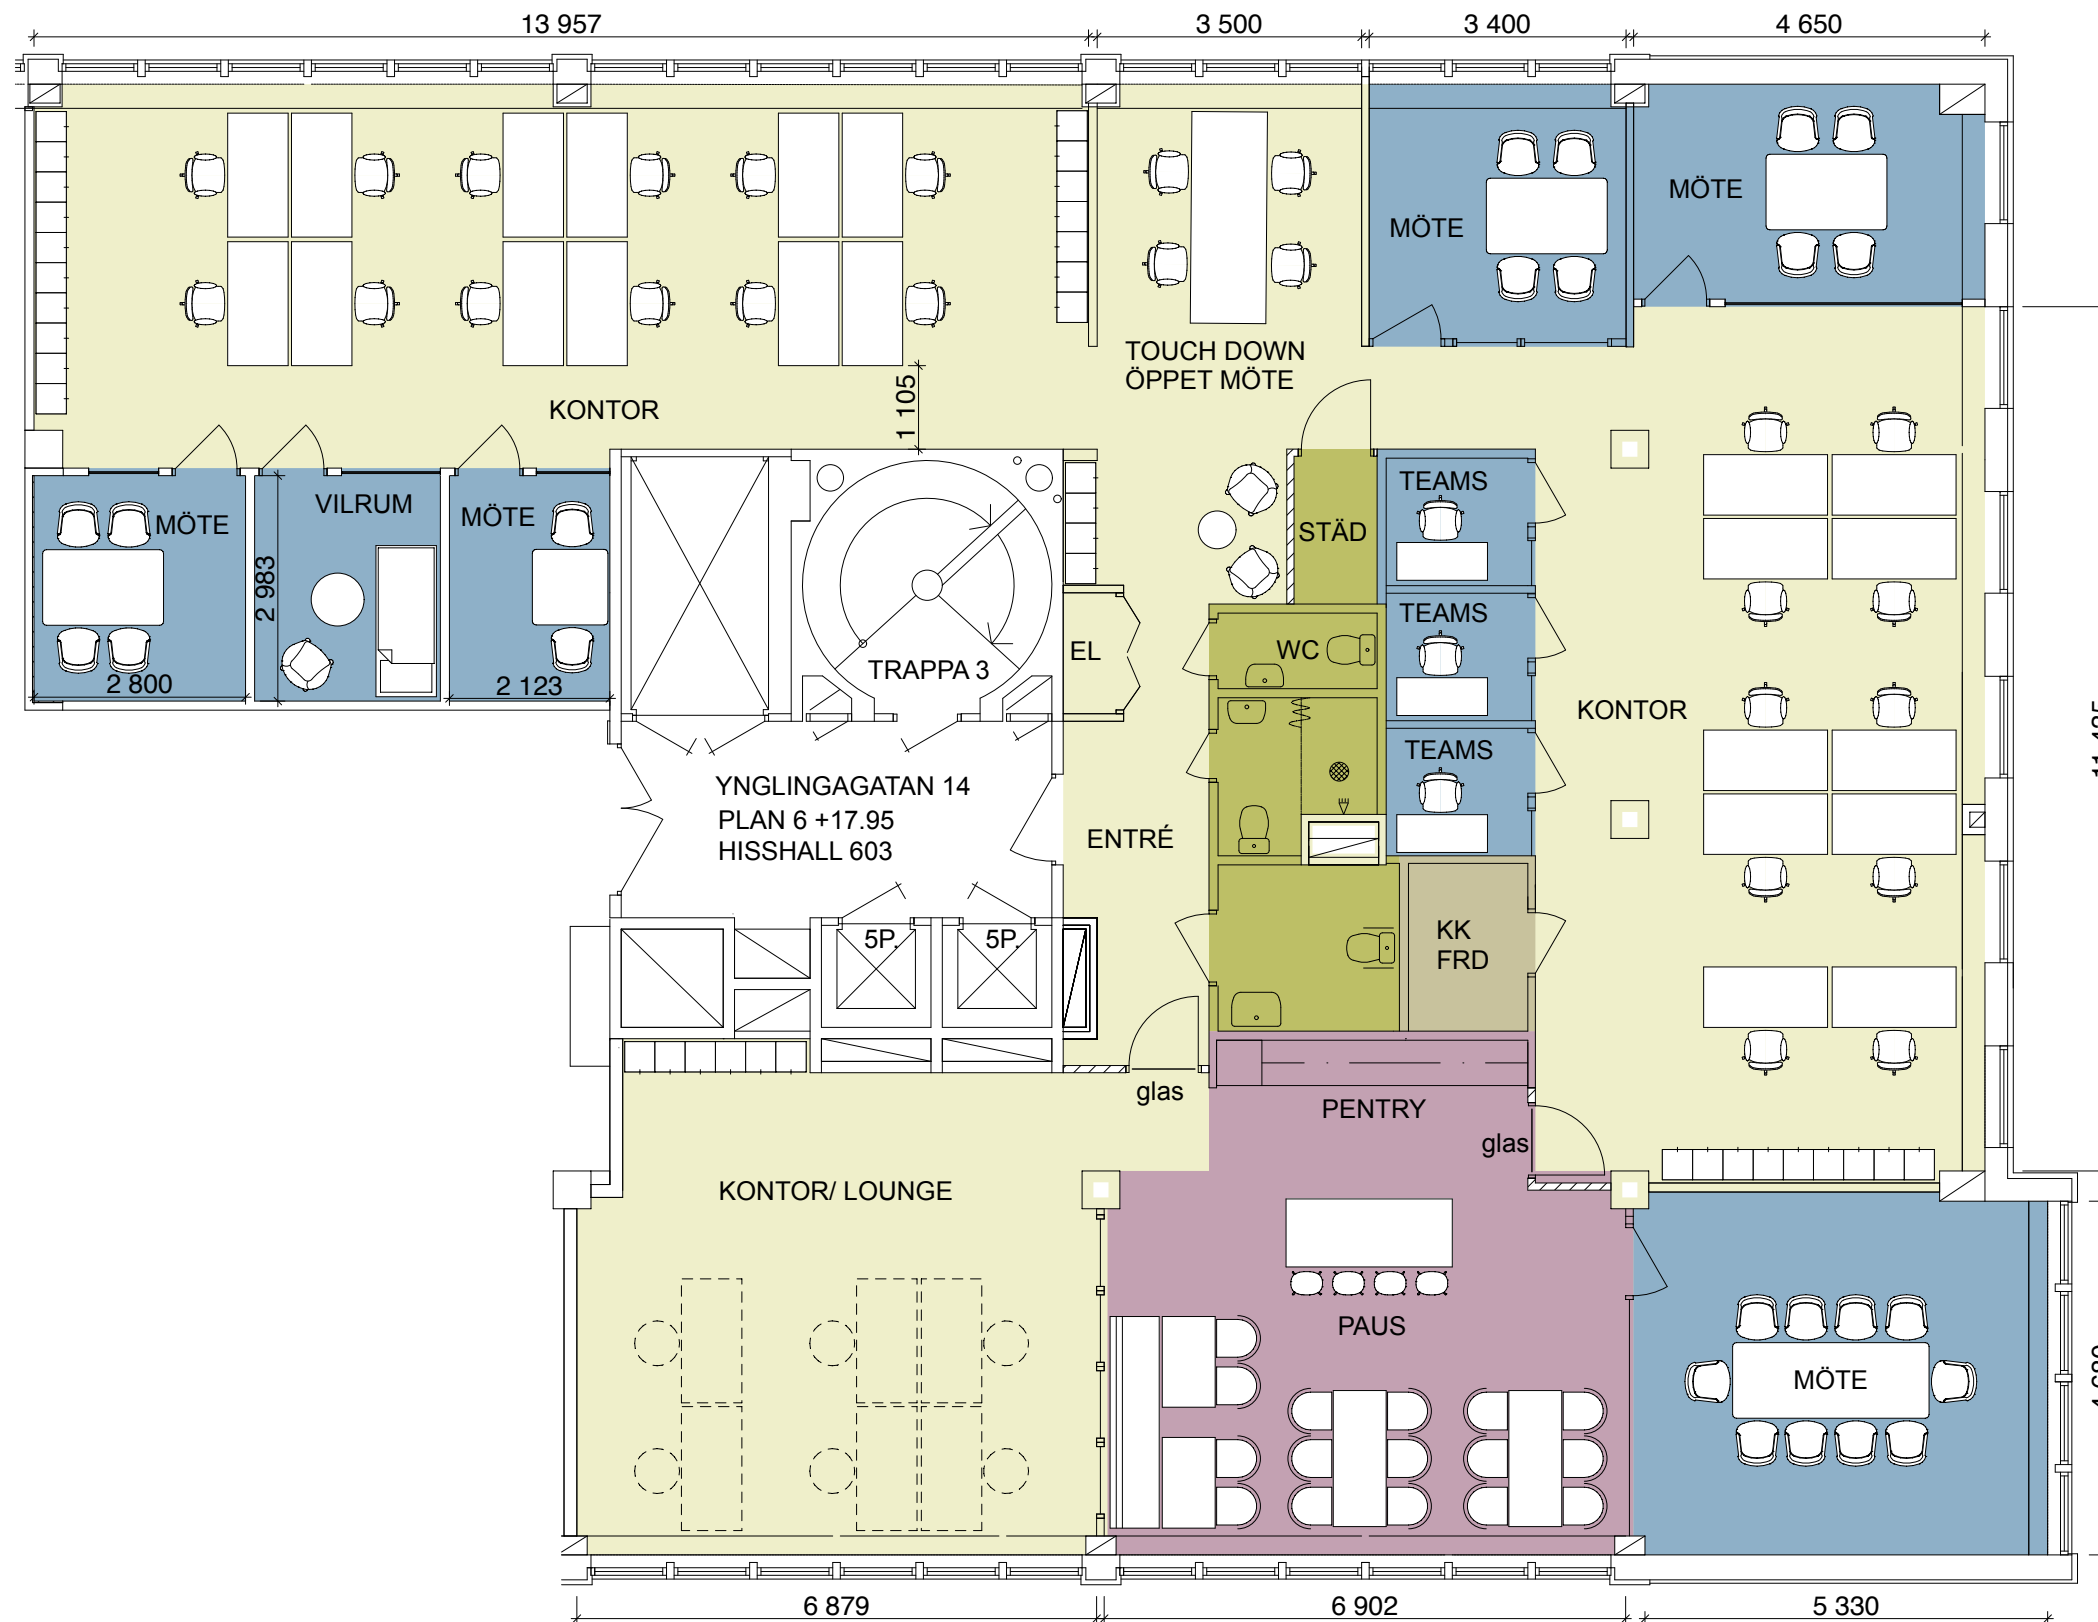 13 957
3 500
3 400
4 650
MÖTE
MÖTE
TOUCH DOWN
ÖPPET MÖTE
1 105
KONTOR
MÖTE
VILRUM
MÖTE
2 983
2 800
2 123
STÄD
TEAMS
TEAMS
TEAMS
WC
EL
TRAPPA 3
KONTOR
YNGLINGAGATAN 14
PLAN 6 +17.95
HISSHALL 603
ENTRÉ
5P.
5P.
KK
FRD
glas
PENTRY
glas
KONTOR/ LOUNGE
PAUS
MÖTE
6 879
6 902
5 330